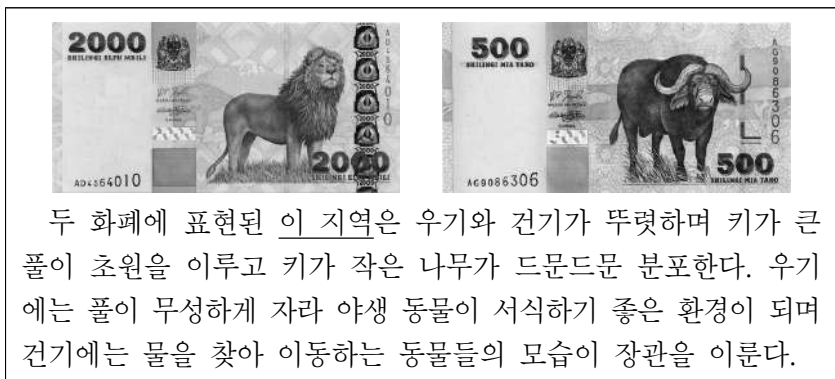 2000
SHILINGI ELFU MBILI
500
SHILINGI MIA TANO
2000
SHILINGI ELFU MBILI
500
SHILINGI MIA TANO
AG9086306
AG9086306
두 화폐에 표현된 이 지역은 우기와 건기가 뚜렷하며 키가 큰
풀이 초원을 이루고 키가 작은 나무가 드문드문 분포한다. 우기
에는 풀이 무성하게 자라 야생 동물이 서식하기 좋은 환경이 되며
건기에는 물을 찾아 이동하는 동물들의 모습이 장관을 이룬다.